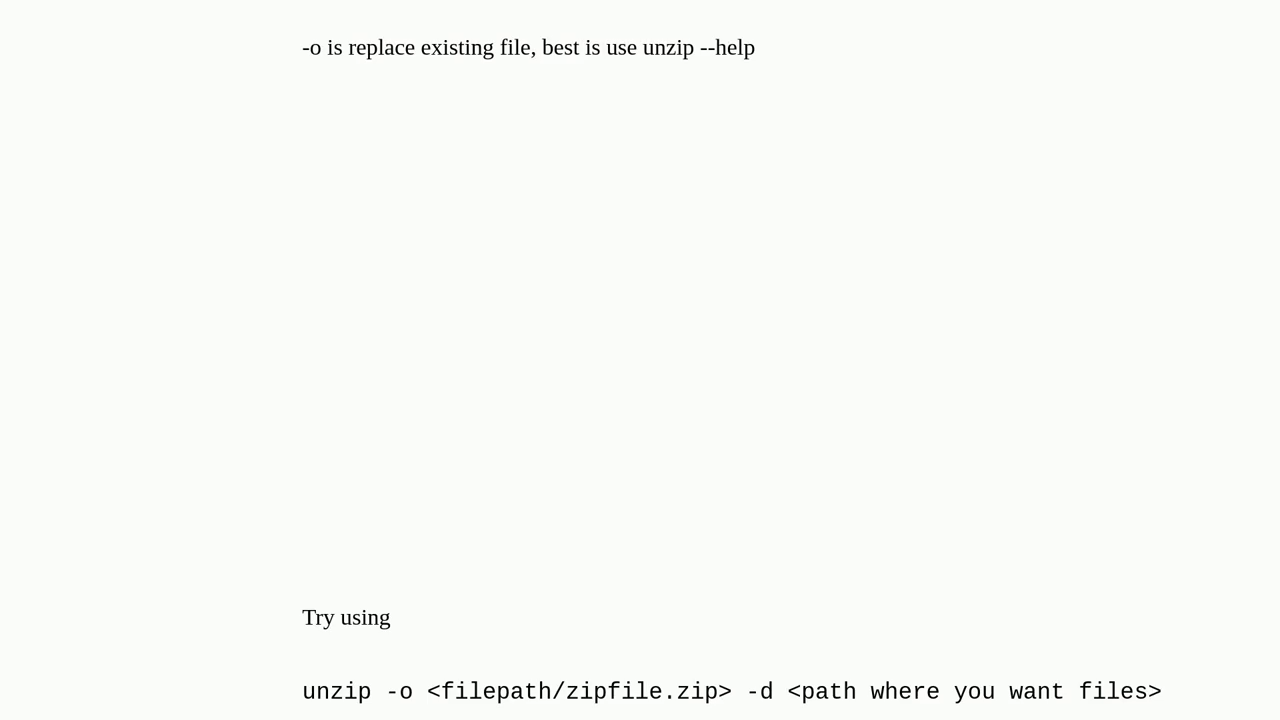 -o is replace existing file, best is use unzip --help
Try using
unzip -o <filepath/zipfile.zip> -d <path where you want files>